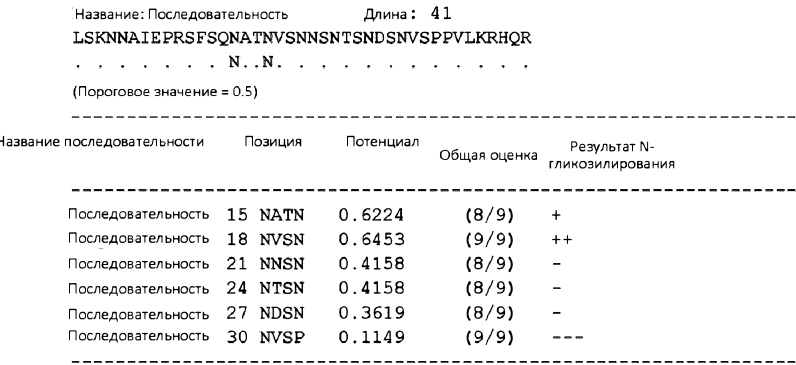 Название: Последовательность Длина: 41
LSKNNAIEPRSFSQNATNVSNNSNTSNDSNVSPPVLKRHQR
. . . . . . . N..N. . . . . . . . . . . .
(Пороговое значение = 0.5)
Название последовательности Позиция Потенциал Общая оценка Результат N-
гликозилирования
Последовательность 15 NATN 0.6224 (8/9) +
Последовательность 18 NVSN 0.6453 (9/9) ++
Последовательность 21 NNSN 0.4158 (8/9) -
Последовательность 24 NTSN 0.4158 (8/9) -
Последовательность 27 NDSN 0.3619 (8/9) -
Последовательность 30 NVSP 0.1149 (9/9) ---